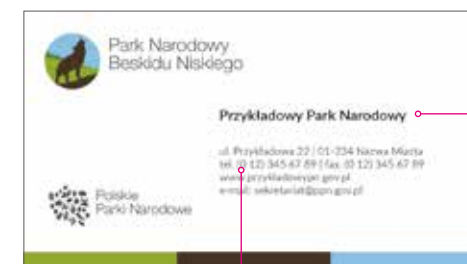 Park Narodowy
Beskidu Niskiego
Przykładowy Park Narodowy
ul. Przykładowa 22 | 01-234 Nazwa Miasta
tel. (0 12) 345 67 89 | fax. (0 12) 345 67 89
www.przykladowypn.gov.pl
e-mail: sekretariat@ppn.gov.pl
Polskie
Parki Narodowe